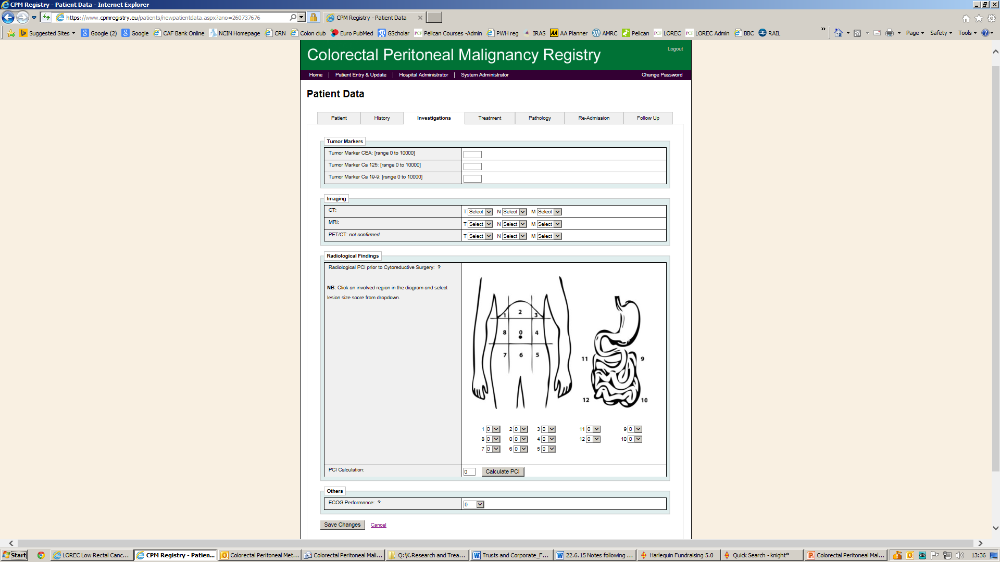 CPM Registry - Patient Data - Internet Explorer
https://www.cpmregistry.eu/patients/newpatientdata.aspx?ano=260737676
CPM Registry - Patient Data
Suggested Sites
Google (2)
Google
CAF Bank Online
NCIN Homepage
CRN
Colon club
Euro PubMed
GScholar
PCF Pelican Courses -Admin
PWH reg
IRAS
AA AA Planner
AMRC
Pelican
PCF LOREC
PCF LOREC Admin
BBC
RAIL
»
Page
Safety
Tools
Colorectal Peritoneal Malignancy Registry
Logout
Home | Patient Entry & Update | Hospital Administrator | System Administrator
Change Password
Patient Data
Patient History Investigations Treatment Pathology Re-Admission Follow Up
Tumor Markers
Tumor Marker CEA: [range 0 to 10000]
Tumor Marker Ca 125: [range 0 to 10000]
Tumor Marker Ca 19-9: [range 0 to 10000]
Imaging
CT: T Select N Select M Select
MRI: T Select N Select M Select
PET/CT: not confirmed T Select N Select M Select
Radiological Findings
Radiological PCI prior to Cytoreductive Surgery: ?
NB: Click an involved region in the diagram and select
lesion size score from dropdown.
1 2 3
8 0 4
7 6 5
11 9
12 10
1 0 2 0 3 0 11 0 9 0
8 0 0 0 4 0 12 0 10 0
7 0 6 0 5 0
PCI Calculation: 0 Calculate PCI
Others
ECOG Performance: ? 0
Save Changes Cancel
Start
LOREC Low Rectal Canc...
CPM Registry - Patien...
Colorectal Peritoneal Met...
Colorectal Peritoneal Mali...
Q:\K.Research and Trea...
Trusts and Corporate_F...
22.6.15 Notes following ...
Harlequin Fundraising 5.0
Quick Search - knight*
Colorectal Peritoneal Mal...
13:36